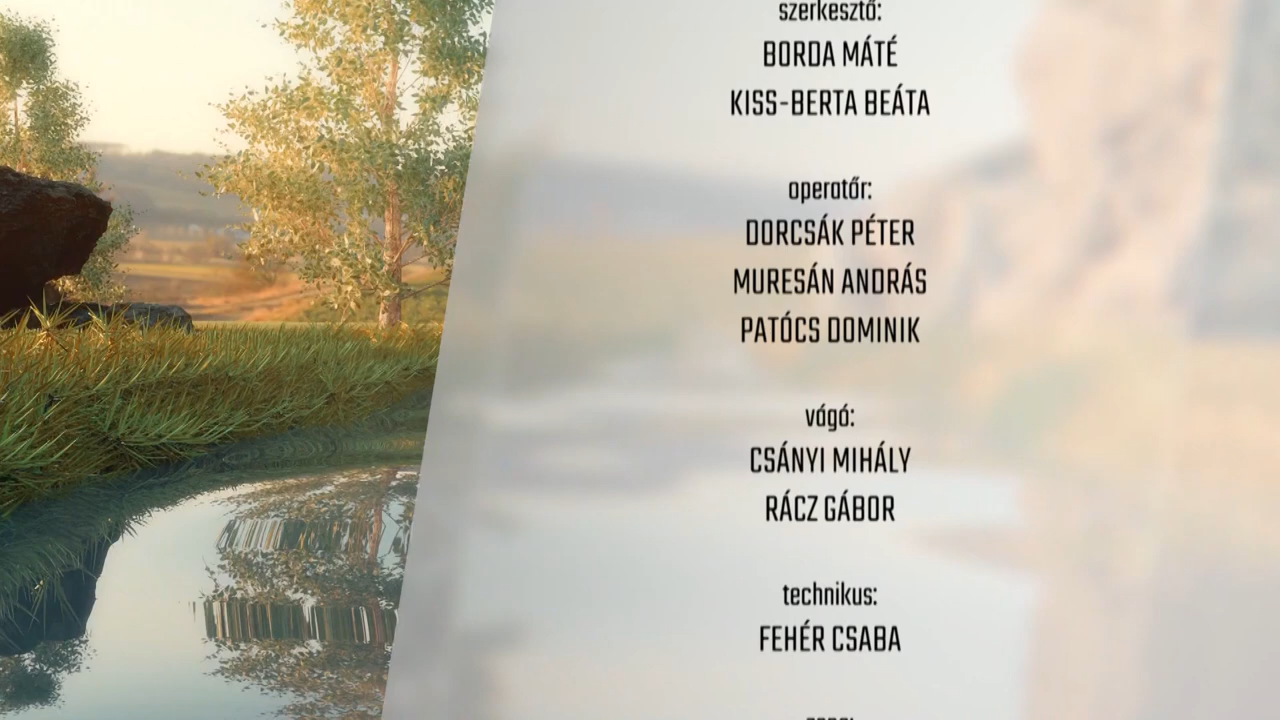 szerkesztő:
BORDA MÁTÉ
KISS-BERTA BEÁTA
operatőr:
DORCSÁK PÉTER
MURESÁN ANDRÁS
PATÓCS DOMINIK
vágó:
CSÁNYI MIHÁLY
RÁCZ GÁBOR
technikus:
FEHÉR CSABA